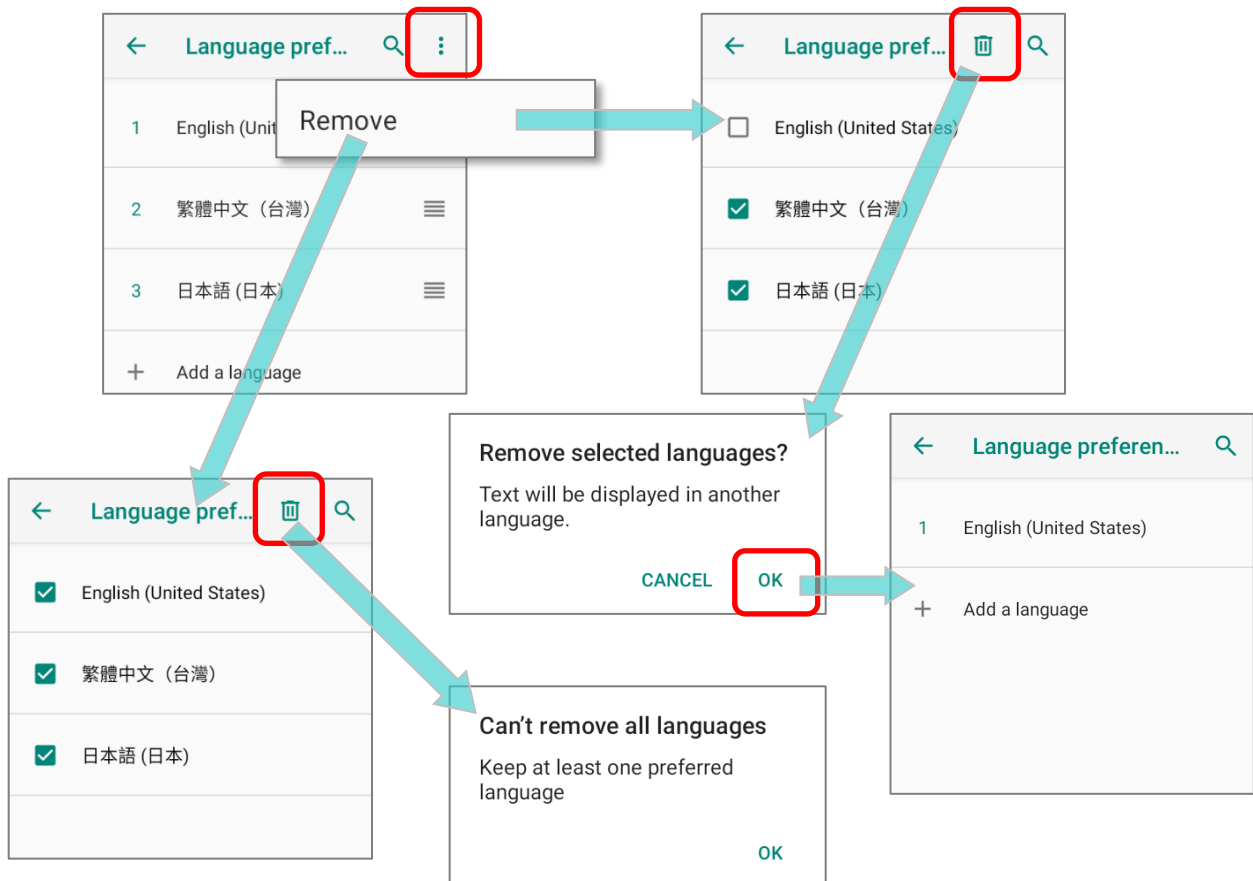 Language pref...
Remove
1 English (Unit
2 繁體中文（台灣）
3 日本語 (日本)
+ Add a language
Language pref...
English (United States)
繁體中文（台灣）
日本語 (日本)
Language pref...
English (United States)
繁體中文（台灣）
日本語 (日本)
Remove selected languages?
Text will be displayed in another
language.
CANCEL OK
Language preferen...
1 English (United States)
+ Add a language
Can't remove all languages
Keep at least one preferred
language
OK